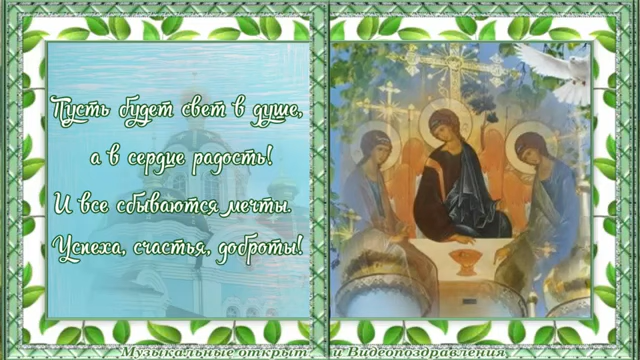 Пусть будет свет в душе,
а в сердце радость!
И все сбываются мечты.
Успеха, счастья, доброты!
Музыкальные открыт и Видеопоздравления